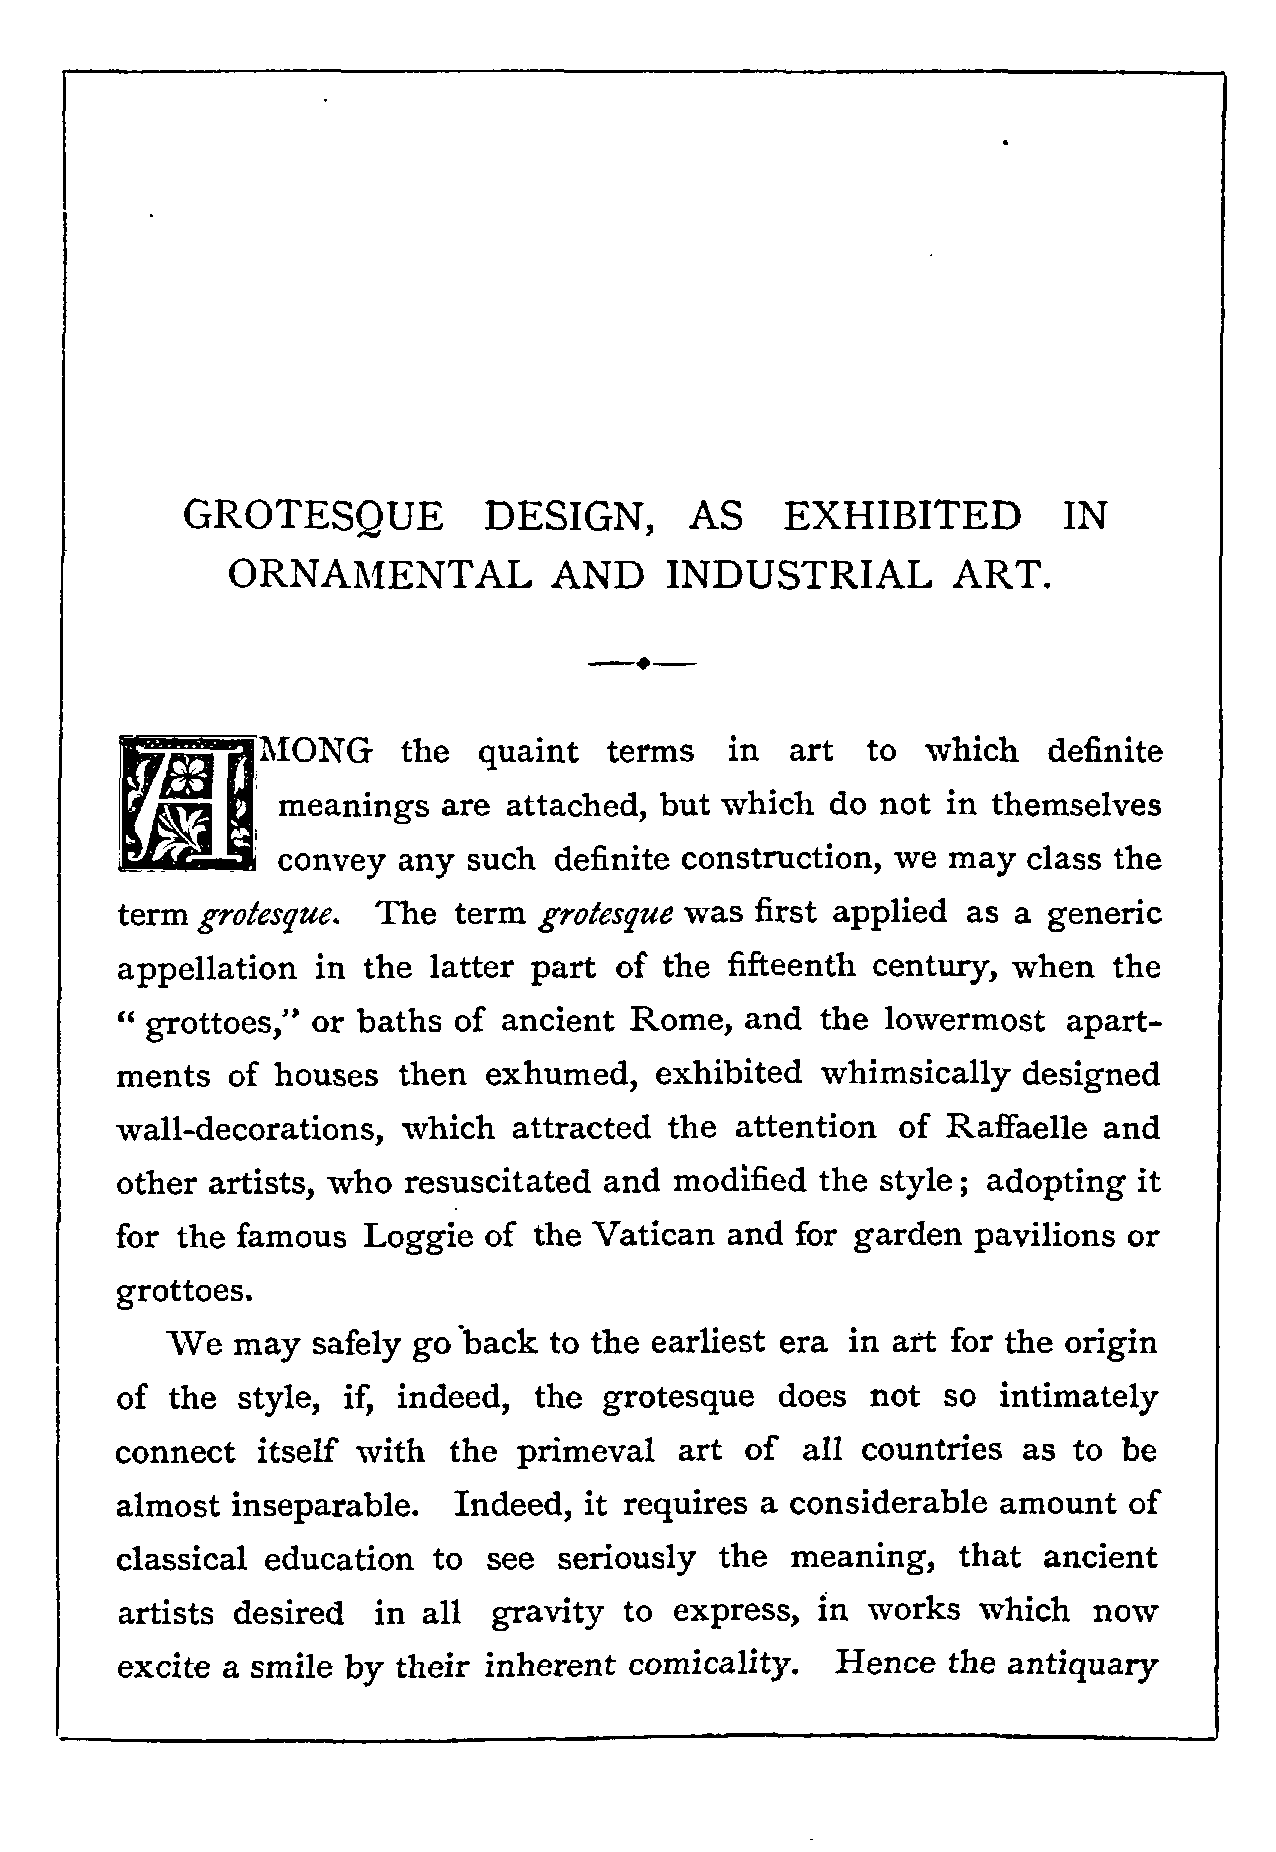 GROTESQUE DESIGN, AS EXHIBITED IN
ORNAMENTAL AND INDUSTRIAL ART.
AMONG the quaint terms in art to which definite
meanings are attached, but which do not in themselves
convey any such definite construction, we may class the
term grotesque. The term grotesque was first applied as a generic
appellation in the latter part of the fifteenth century, when the
“ grottoes,” or baths of ancient Rome, and the lowermost apart-
ments of houses then exhumed, exhibited whimsically designed
wall-decorations, which attracted the attention of Raffaelle and
other artists, who resuscitated and modified the style; adopting it
for the famous Loggie of the Vatican and for garden pavilions or
grottoes.
We may safely go back to the earliest era in art for the origin
of the style, if, indeed, the grotesque does not so intimately
connect itself with the primeval art of all countries as to be
almost inseparable. Indeed, it requires a considerable amount of
classical education to see seriously the meaning, that ancient
artists desired in all gravity to express, in works which now
excite a smile by their inherent comicality. Hence the antiquary